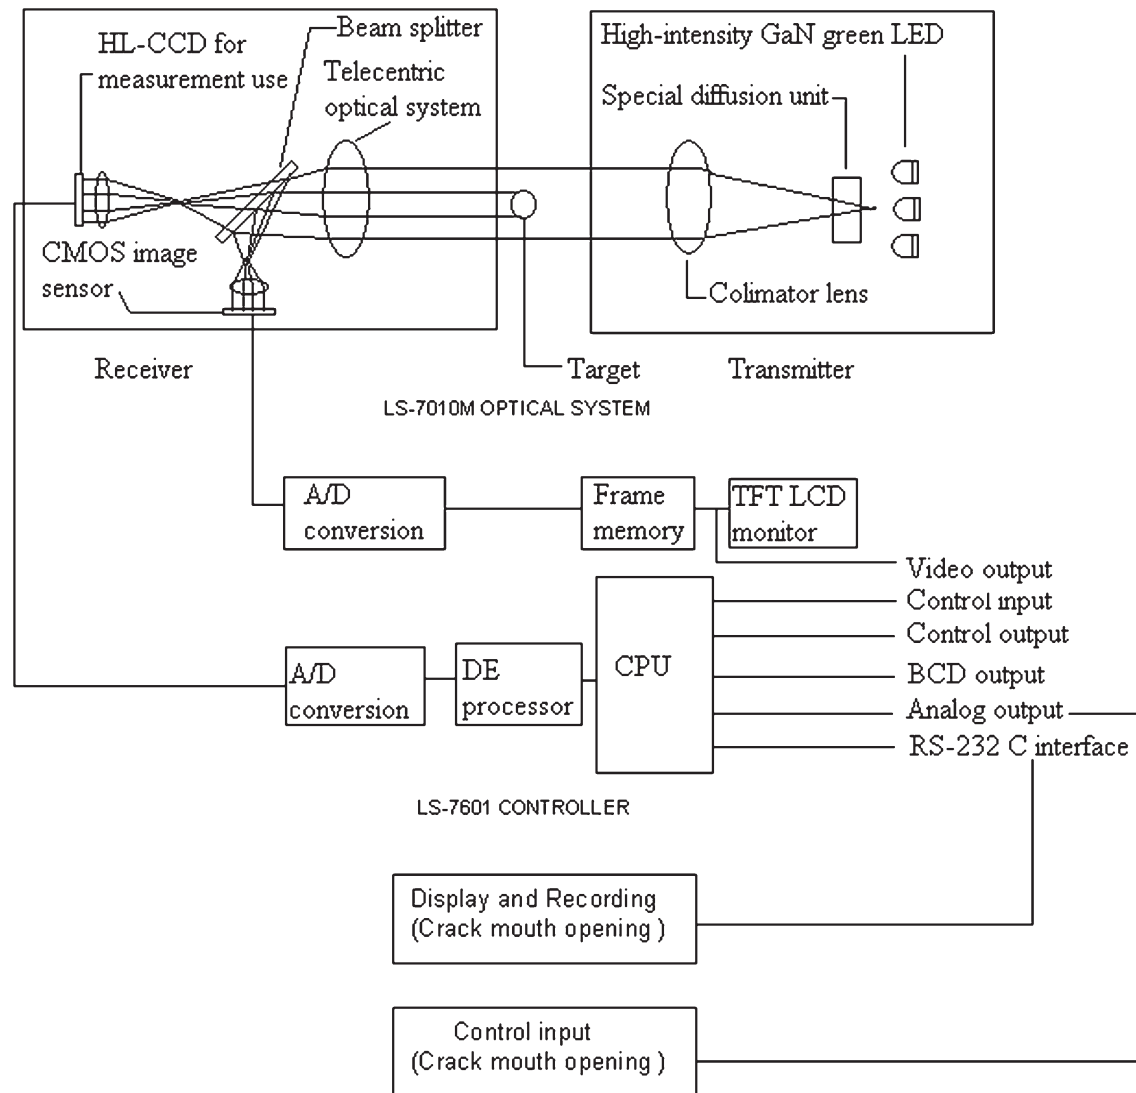 HL-CCD for
measurement use
Beam splitter
Telecentric
optical system
CMOS image
sensor
High-intensity GaN green LED
Special diffusion unit
Colimator lens
Receiver
Target
Transmitter
LS-7010M OPTICAL SYSTEM
A/D
conversion
Frame
memory
TFT LCD
monitor
Video output
Control input
Control output
BCD output
Analog output
RS-232 C interface
A/D
conversion
DE
processor
CPU
LS-7601 CONTROLLER
Display and Recording
(Crack mouth opening )
Control input
(Crack mouth opening )